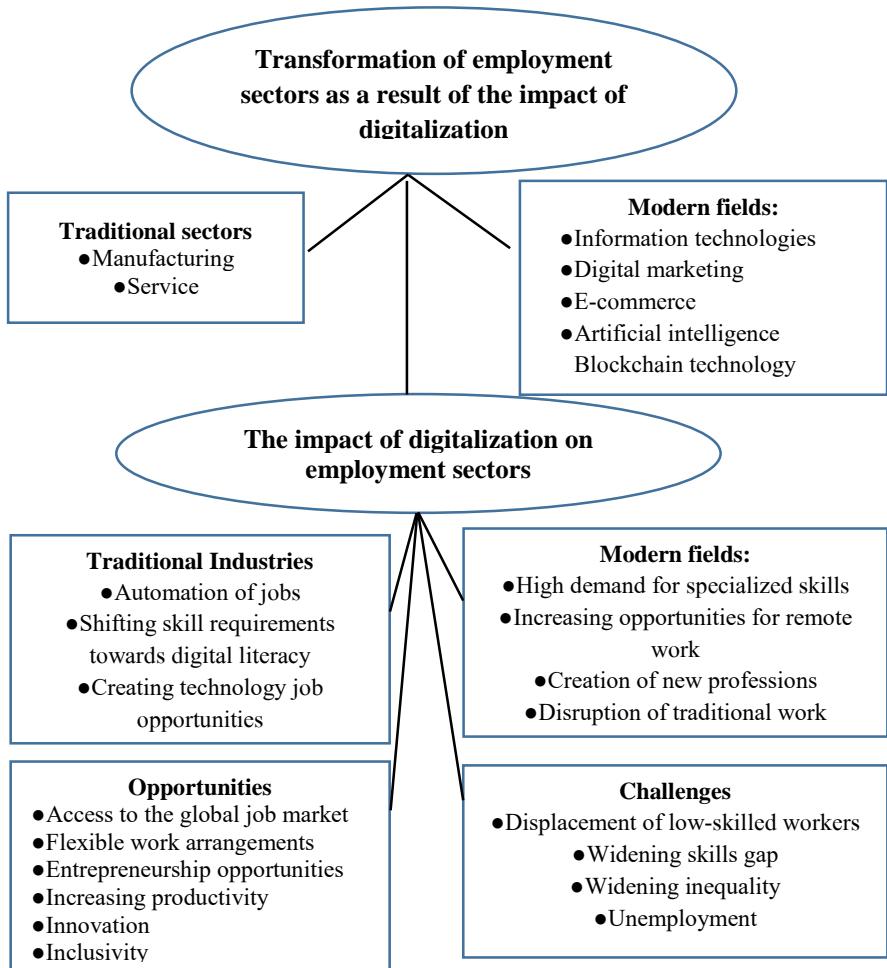 Transformation of employment
sectors as a result of the impact of
digitalization
Traditional sectors
●Manufacturing
●Service
Modern fields:
●Information technologies
●Digital marketing
●E-commerce
●Artificial intelligence
Blockchain technology
The impact of digitalization on
employment sectors
Traditional Industries
●Automation of jobs
●Shifting skill requirements
towards digital literacy
●Creating technology job
opportunities
Modern fields:
●High demand for specialized skills
●Increasing opportunities for remote
work
●Creation of new professions
●Disruption of traditional work
Opportunities
●Access to the global job market
●Flexible work arrangements
●Entrepreneurship opportunities
●Increasing productivity
●Innovation
●Inclusivity
Challenges
●Displacement of low-skilled workers
●Widening skills gap
●Widening inequality
●Unemployment